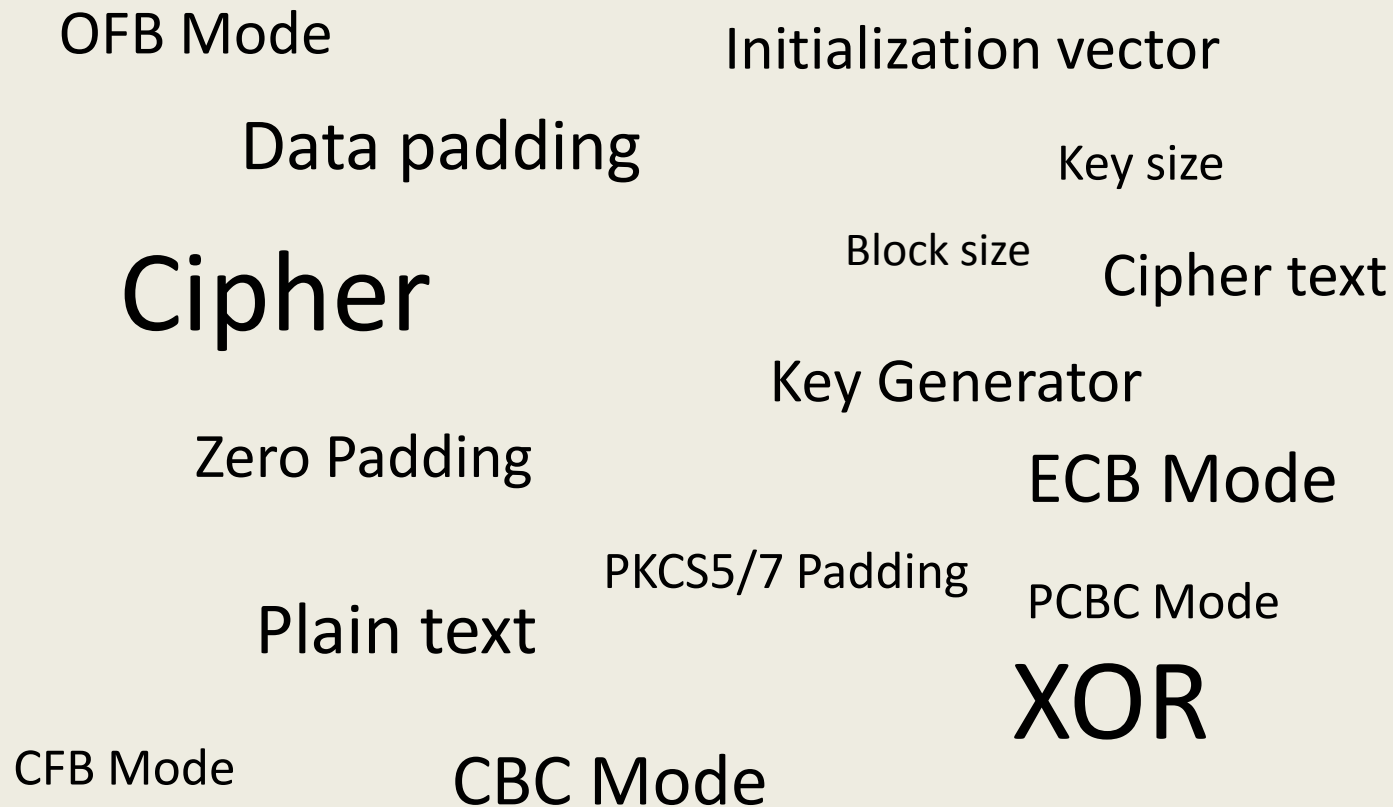 OFB Mode
Initialization vector
Data padding
Key size
Block size
Cipher text
Cipher
Key Generator
Zero Padding
ECB Mode
PKCS5/7 Padding
PCBC Mode
Plain text
XOR
CFB Mode
CBC Mode